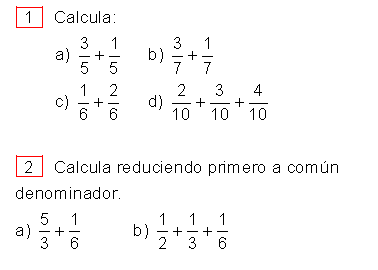 1 Calcula:
a) 3/5 + 1/5 b) 3/7 + 1/7
c) 1/6 + 2/6 d) 2/10 + 3/10 + 4/10
2 Calcula reduciendo primero a común
denominador.
a) 5/3 + 1/6 b) 1/2 + 1/3 + 1/6